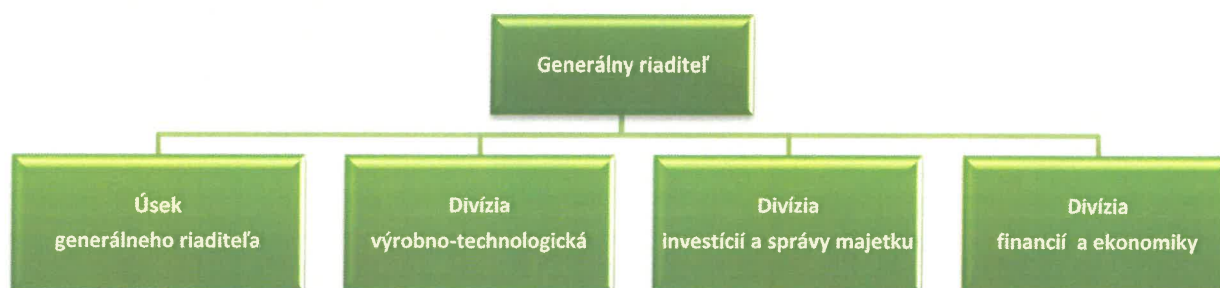 Generálny riaditeľ
Úsek
generálneho riaditeľa
Divízia
výrobno-technologická
Divízia
investícií a správy majetku
Divízia
financií a ekonomiky